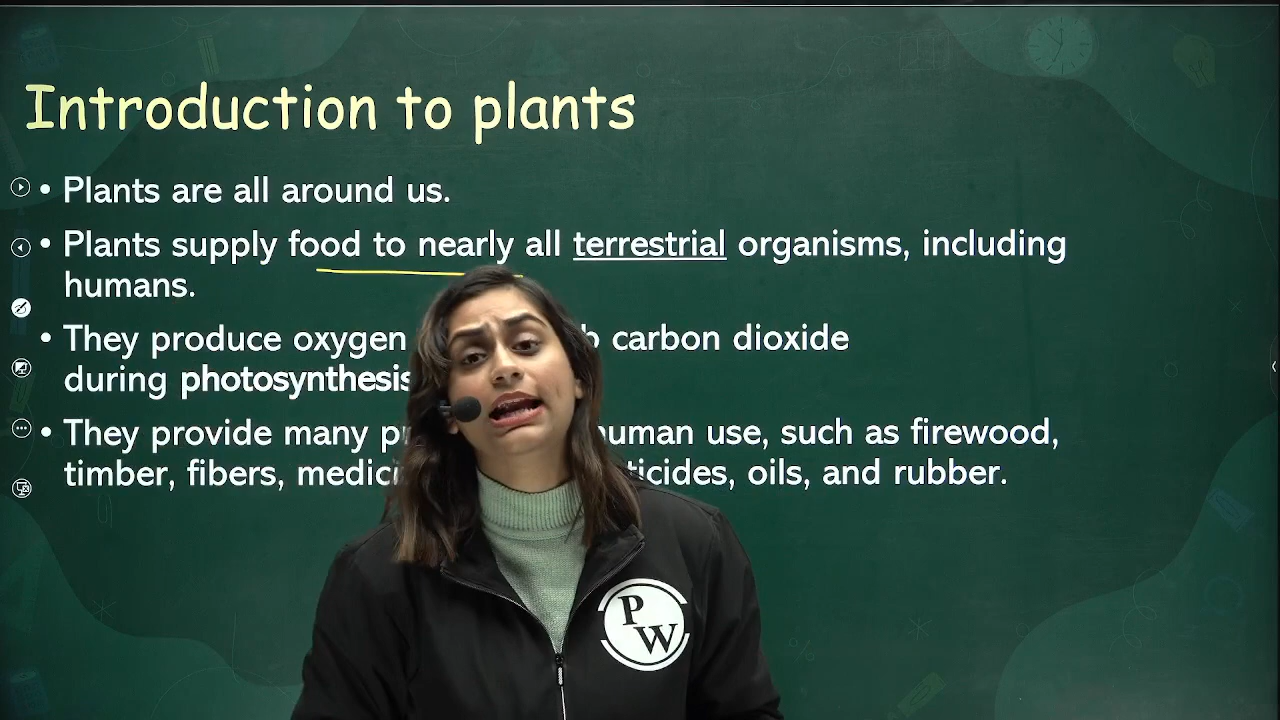 Introduction to plants
• Plants are all around us.
• Plants supply food to nearly all terrestrial organisms, including
humans.
• They produce oxygen carbon dioxide
during photosynthesis
• They provide many human use, such as firewood,
timber, fibers, oils, and rubber.
PW